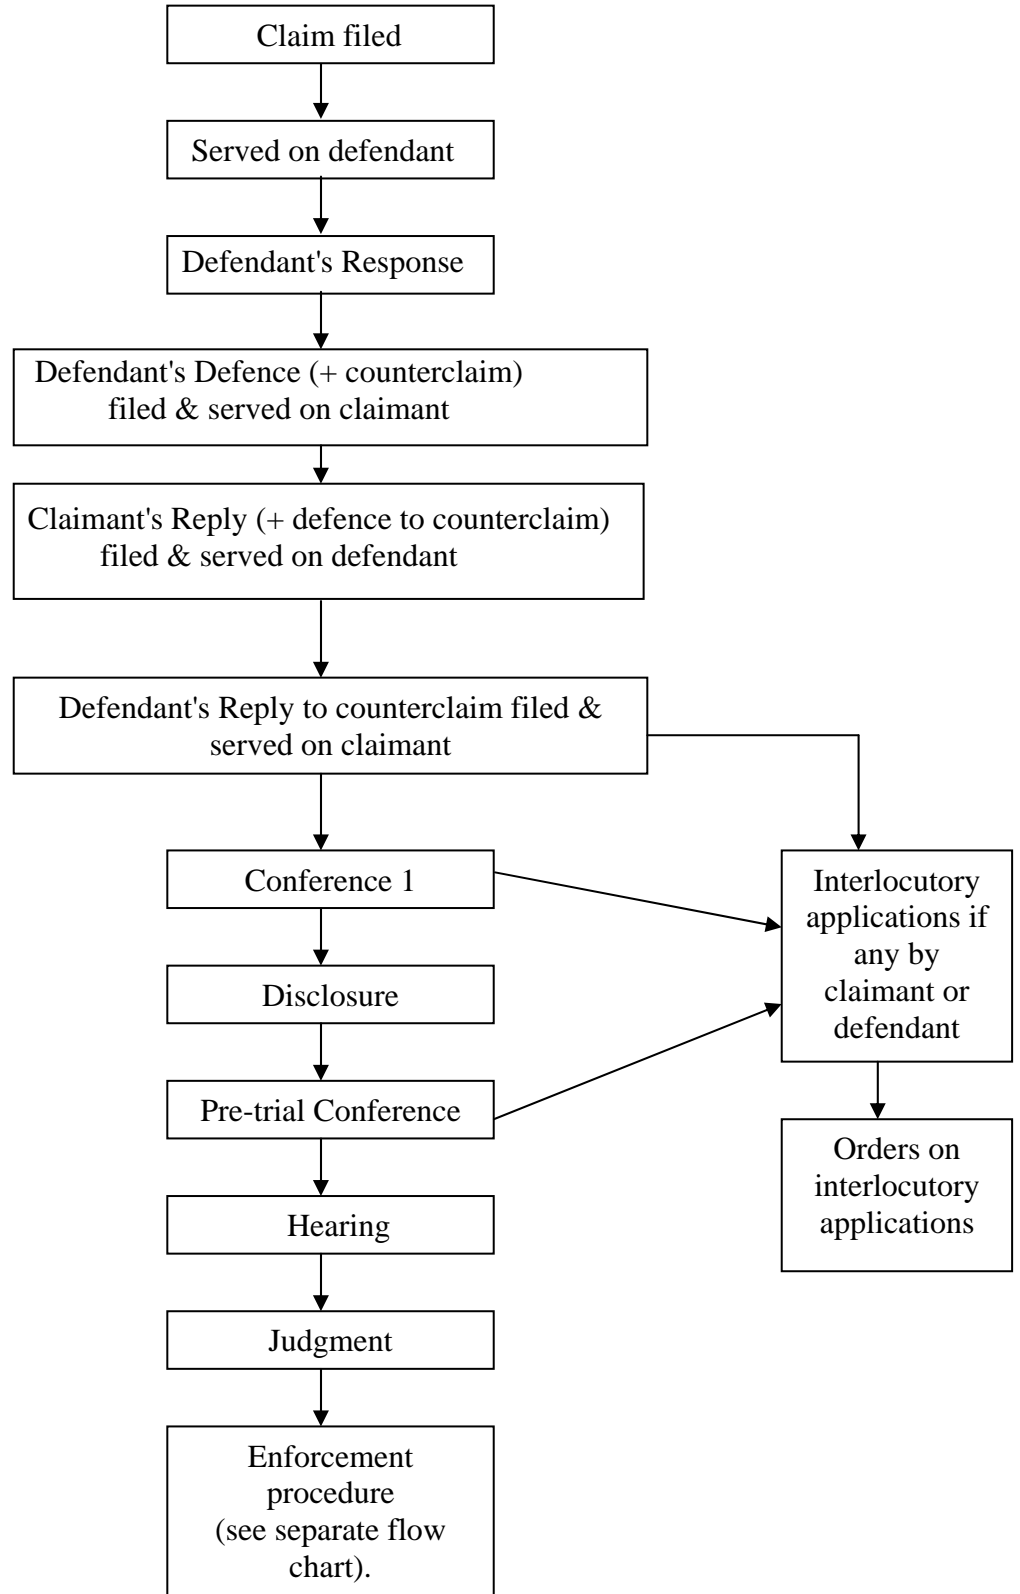 Claim filed
Served on defendant
Defendant's Response
Defendant's Defence (+ counterclaim)
filed & served on claimant
Claimant's Reply (+ defence to counterclaim)
filed & served on defendant
Defendant's Reply to counterclaim filed &
served on claimant
Conference 1
Disclosure
Pre-trial Conference
Hearing
Judgment
Enforcement
procedure
(see separate flow
chart).
Interlocutory
applications if
any by
claimant or
defendant
Orders on
interlocutory
applications